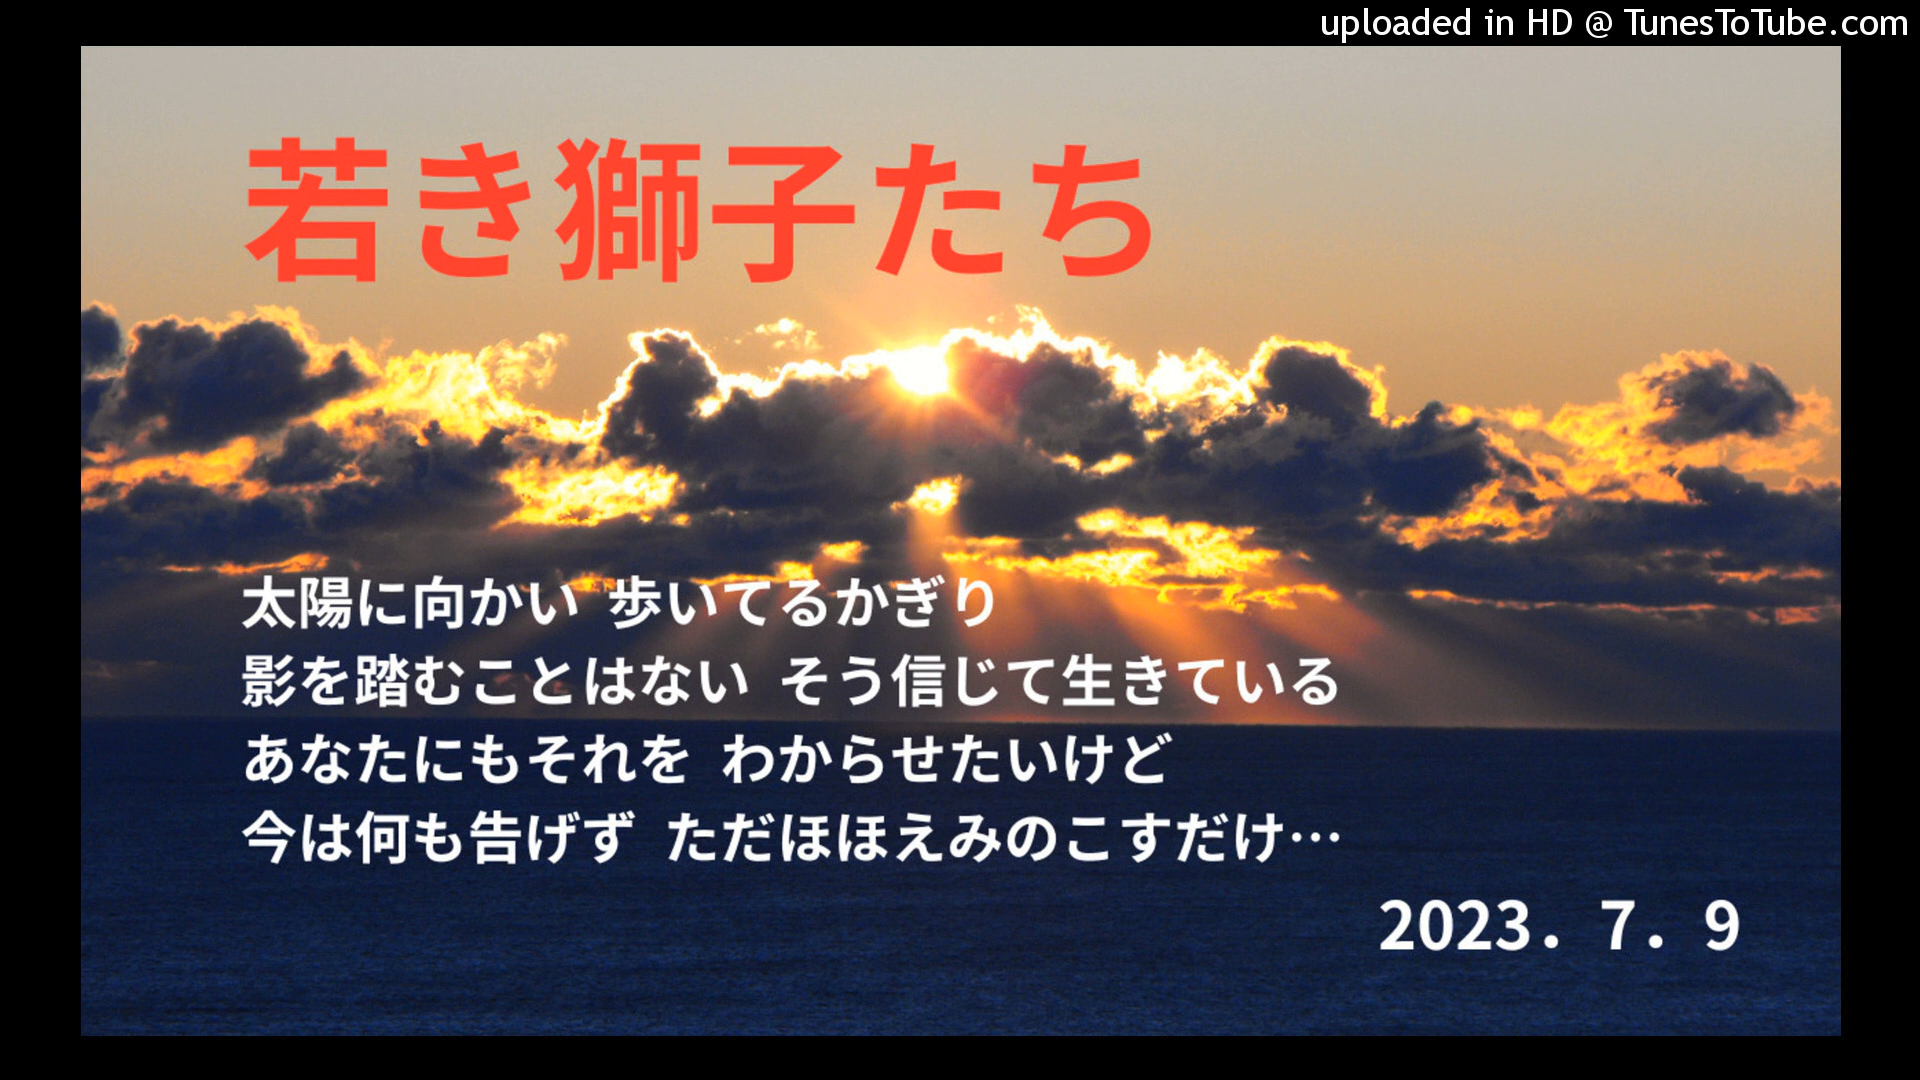 uploaded in HD @ TunesToTube.com
若き獅子たち
太陽に向かい 歩いてるかぎり
影を踏むことはない そう信じて生きている
あなたにもそれを わからせたいけど
今は何も告げず ただほほえみのこすだけ…
2023．7．9